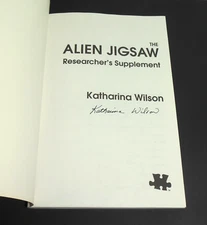 THE
ALIEN JIGSAW
Researcher's Supplement
Katharina Wilson
Katharina Wilson